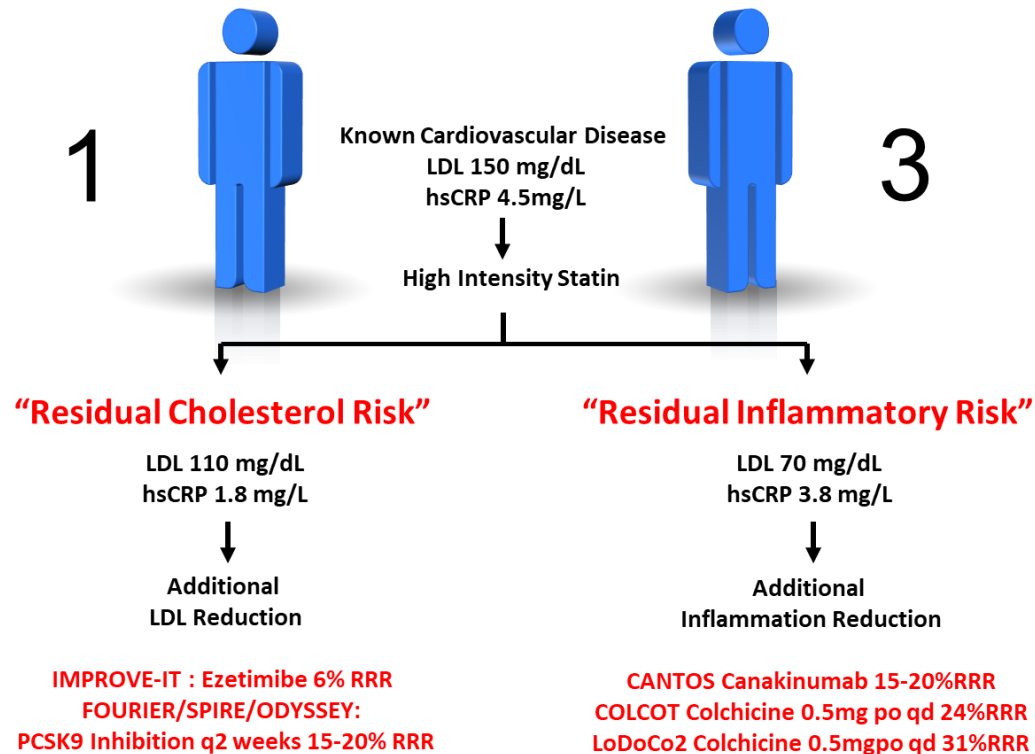 1
Known Cardiovascular Disease
LDL 150 mg/dL
hsCRP 4.5mg/L
3
High Intensity Statin
“Residual Cholesterol Risk”
LDL 110 mg/dL
hsCRP 1.8 mg/L
Additional
LDL Reduction
IMPROVE-IT : Ezetimibe 6% RRR
FOURIER/SPIRE/ODYSSEY:
PCSK9 Inhibition q2 weeks 15-20% RRR
“Residual Inflammatory Risk”
LDL 70 mg/dL
hsCRP 3.8 mg/L
Additional
Inflammation Reduction
CANTOS Canakinumab 15-20%RRR
COLCOT Colchicine 0.5mg po qd 24%RRR
LoDoCo2 Colchicine 0.5mgpo qd 31%RRR